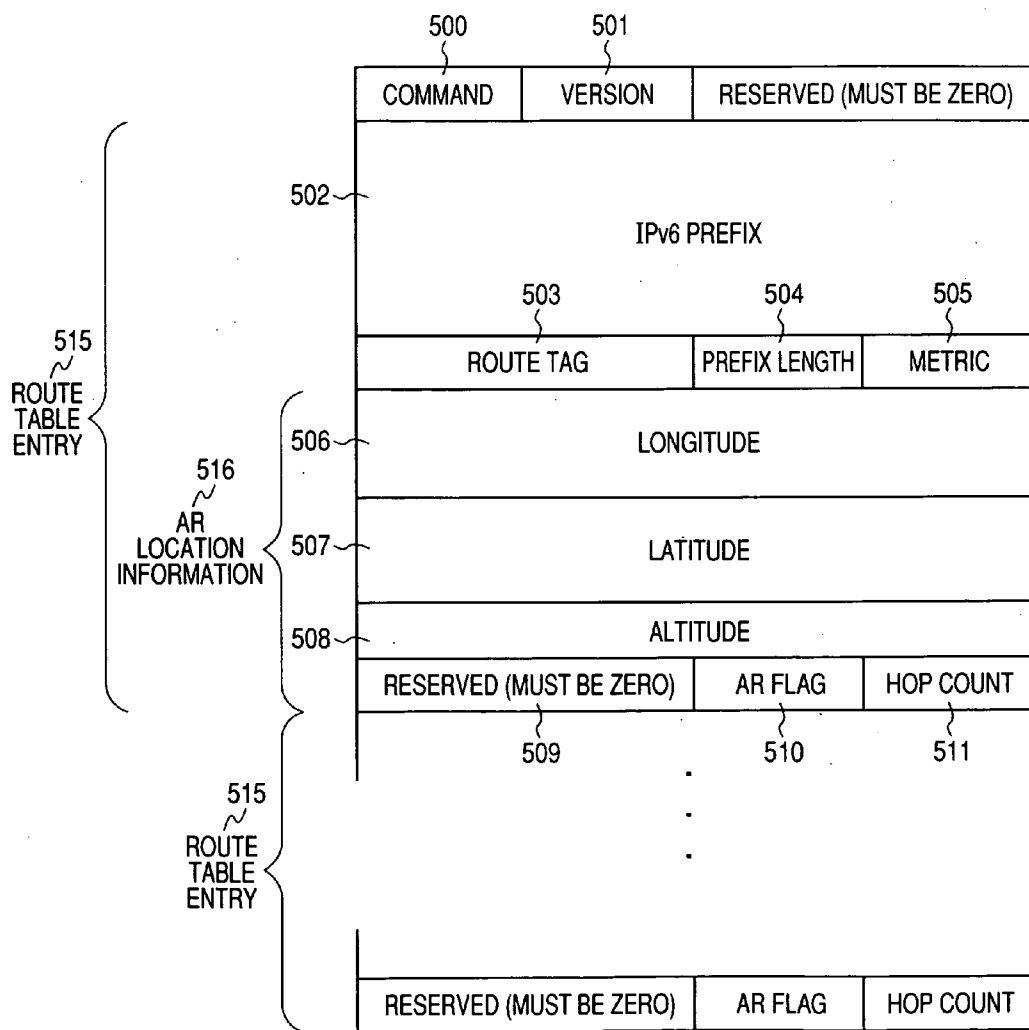 500
501
COMMAND
VERSION
RESERVED (MUST BE ZERO)
502
IPv6 PREFIX
503
504
505
ROUTE TAG
PREFIX LENGTH
METRIC
515
ROUTE
TABLE
ENTRY
506
LONGITUDE
516
AR
LOCATION
INFORMATION
507
LATITUDE
508
ALTITUDE
RESERVED (MUST BE ZERO)
AR FLAG
HOP COUNT
509
510
511
515
ROUTE
TABLE
ENTRY
RESERVED (MUST BE ZERO)
AR FLAG
HOP COUNT